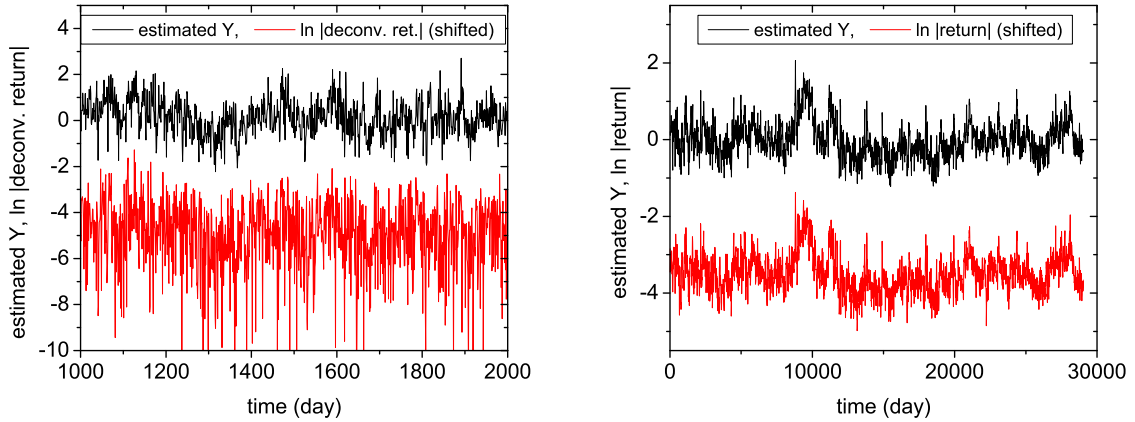 estimated Y, ln |deconv. ret.| (shifted)
4
2
0
-2
-4
-6
-8
-10
estimated Y, ln |deconv. return|
1000 1200 1400 1600 1800 2000
time (day)
estimated Y, ln |return| (shifted)
2
0
-2
-4
estimated Y, ln |return|
0 10000 20000 30000
time (day)